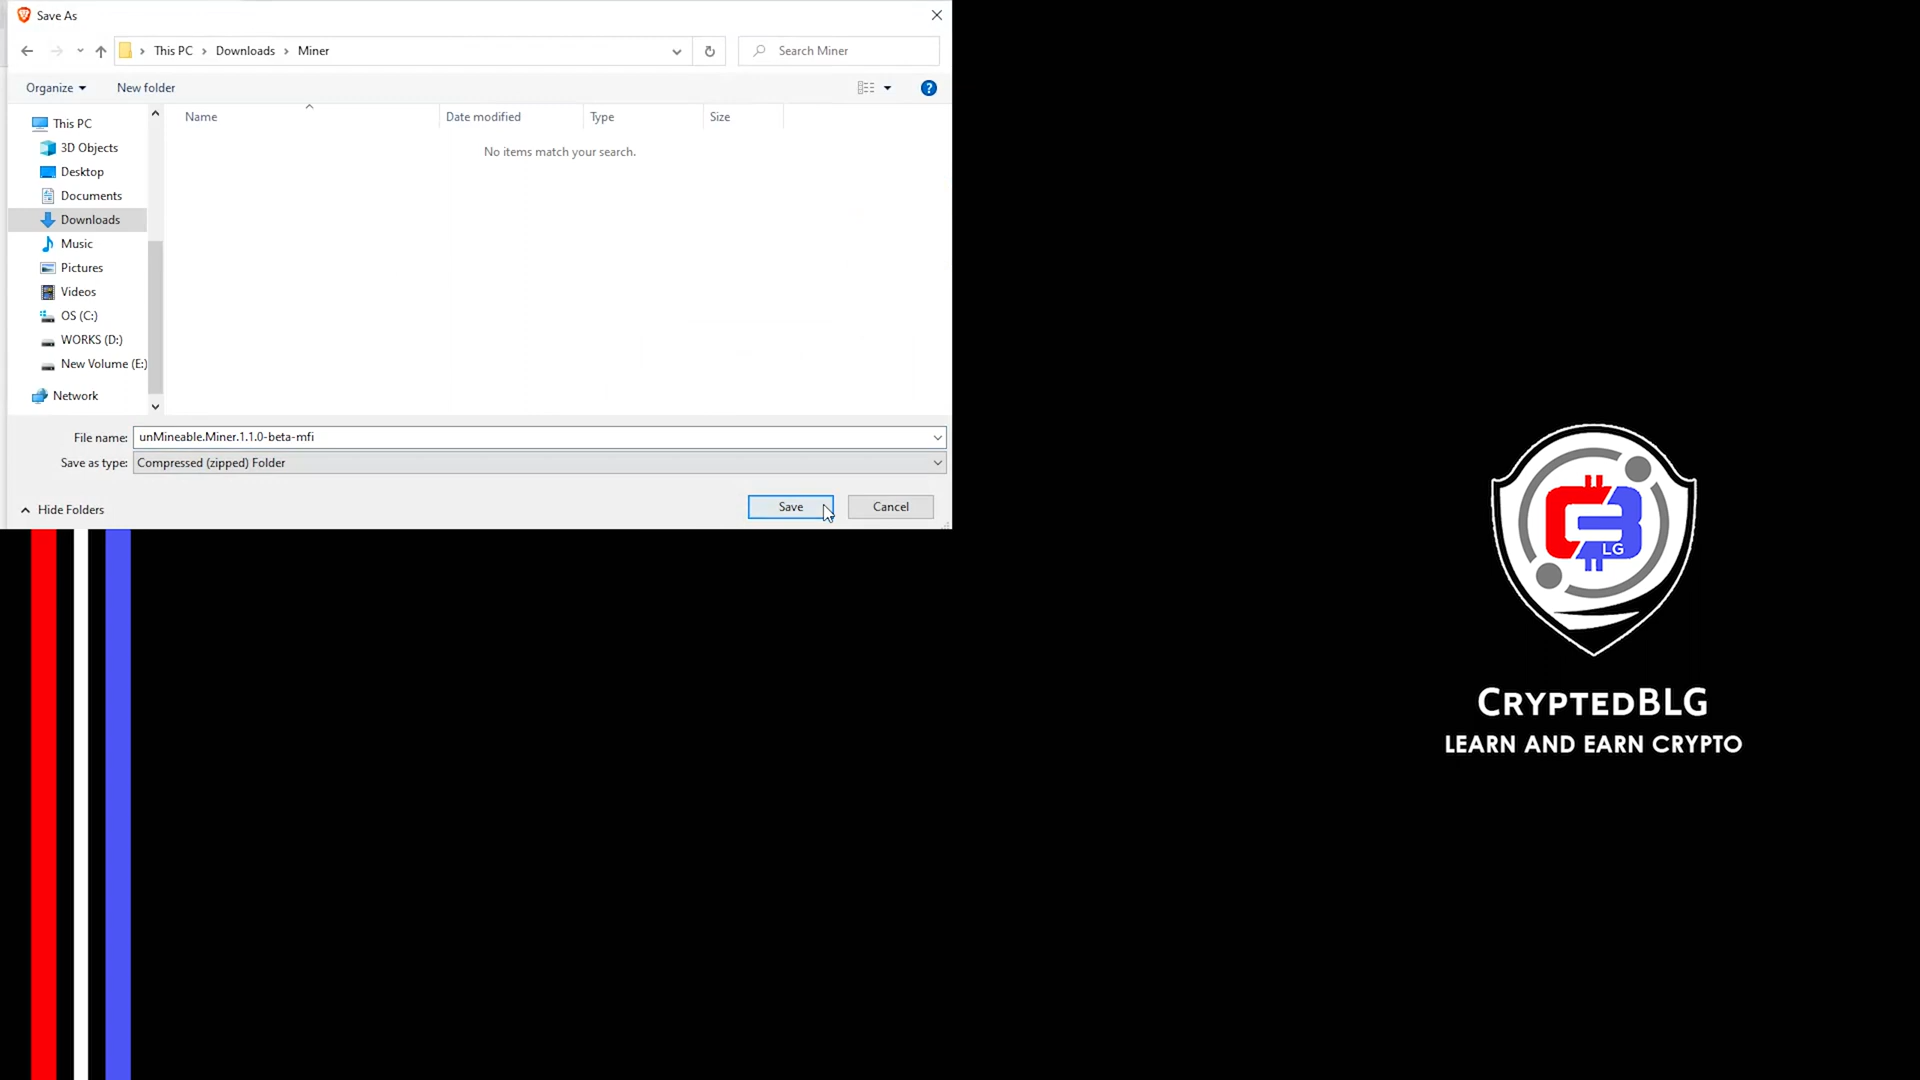 Save As
This PC
Downloads
Miner
Search Miner
Organize
New folder
?
Name
Date modified
Type
Size
No items match your search.
This PC
3D Objects
Desktop
Documents
Downloads
Music
Pictures
Videos
OS (C:)
WORKS (D:)
New Volume (E:)
Network
File name: unMineable.Miner.1.1.0-beta-mfi
Save as type: Compressed (zipped) Folder
Hide Folders
Save
Cancel
LG
CRYPTEDBLG
LEARN AND EARN CRYPTO